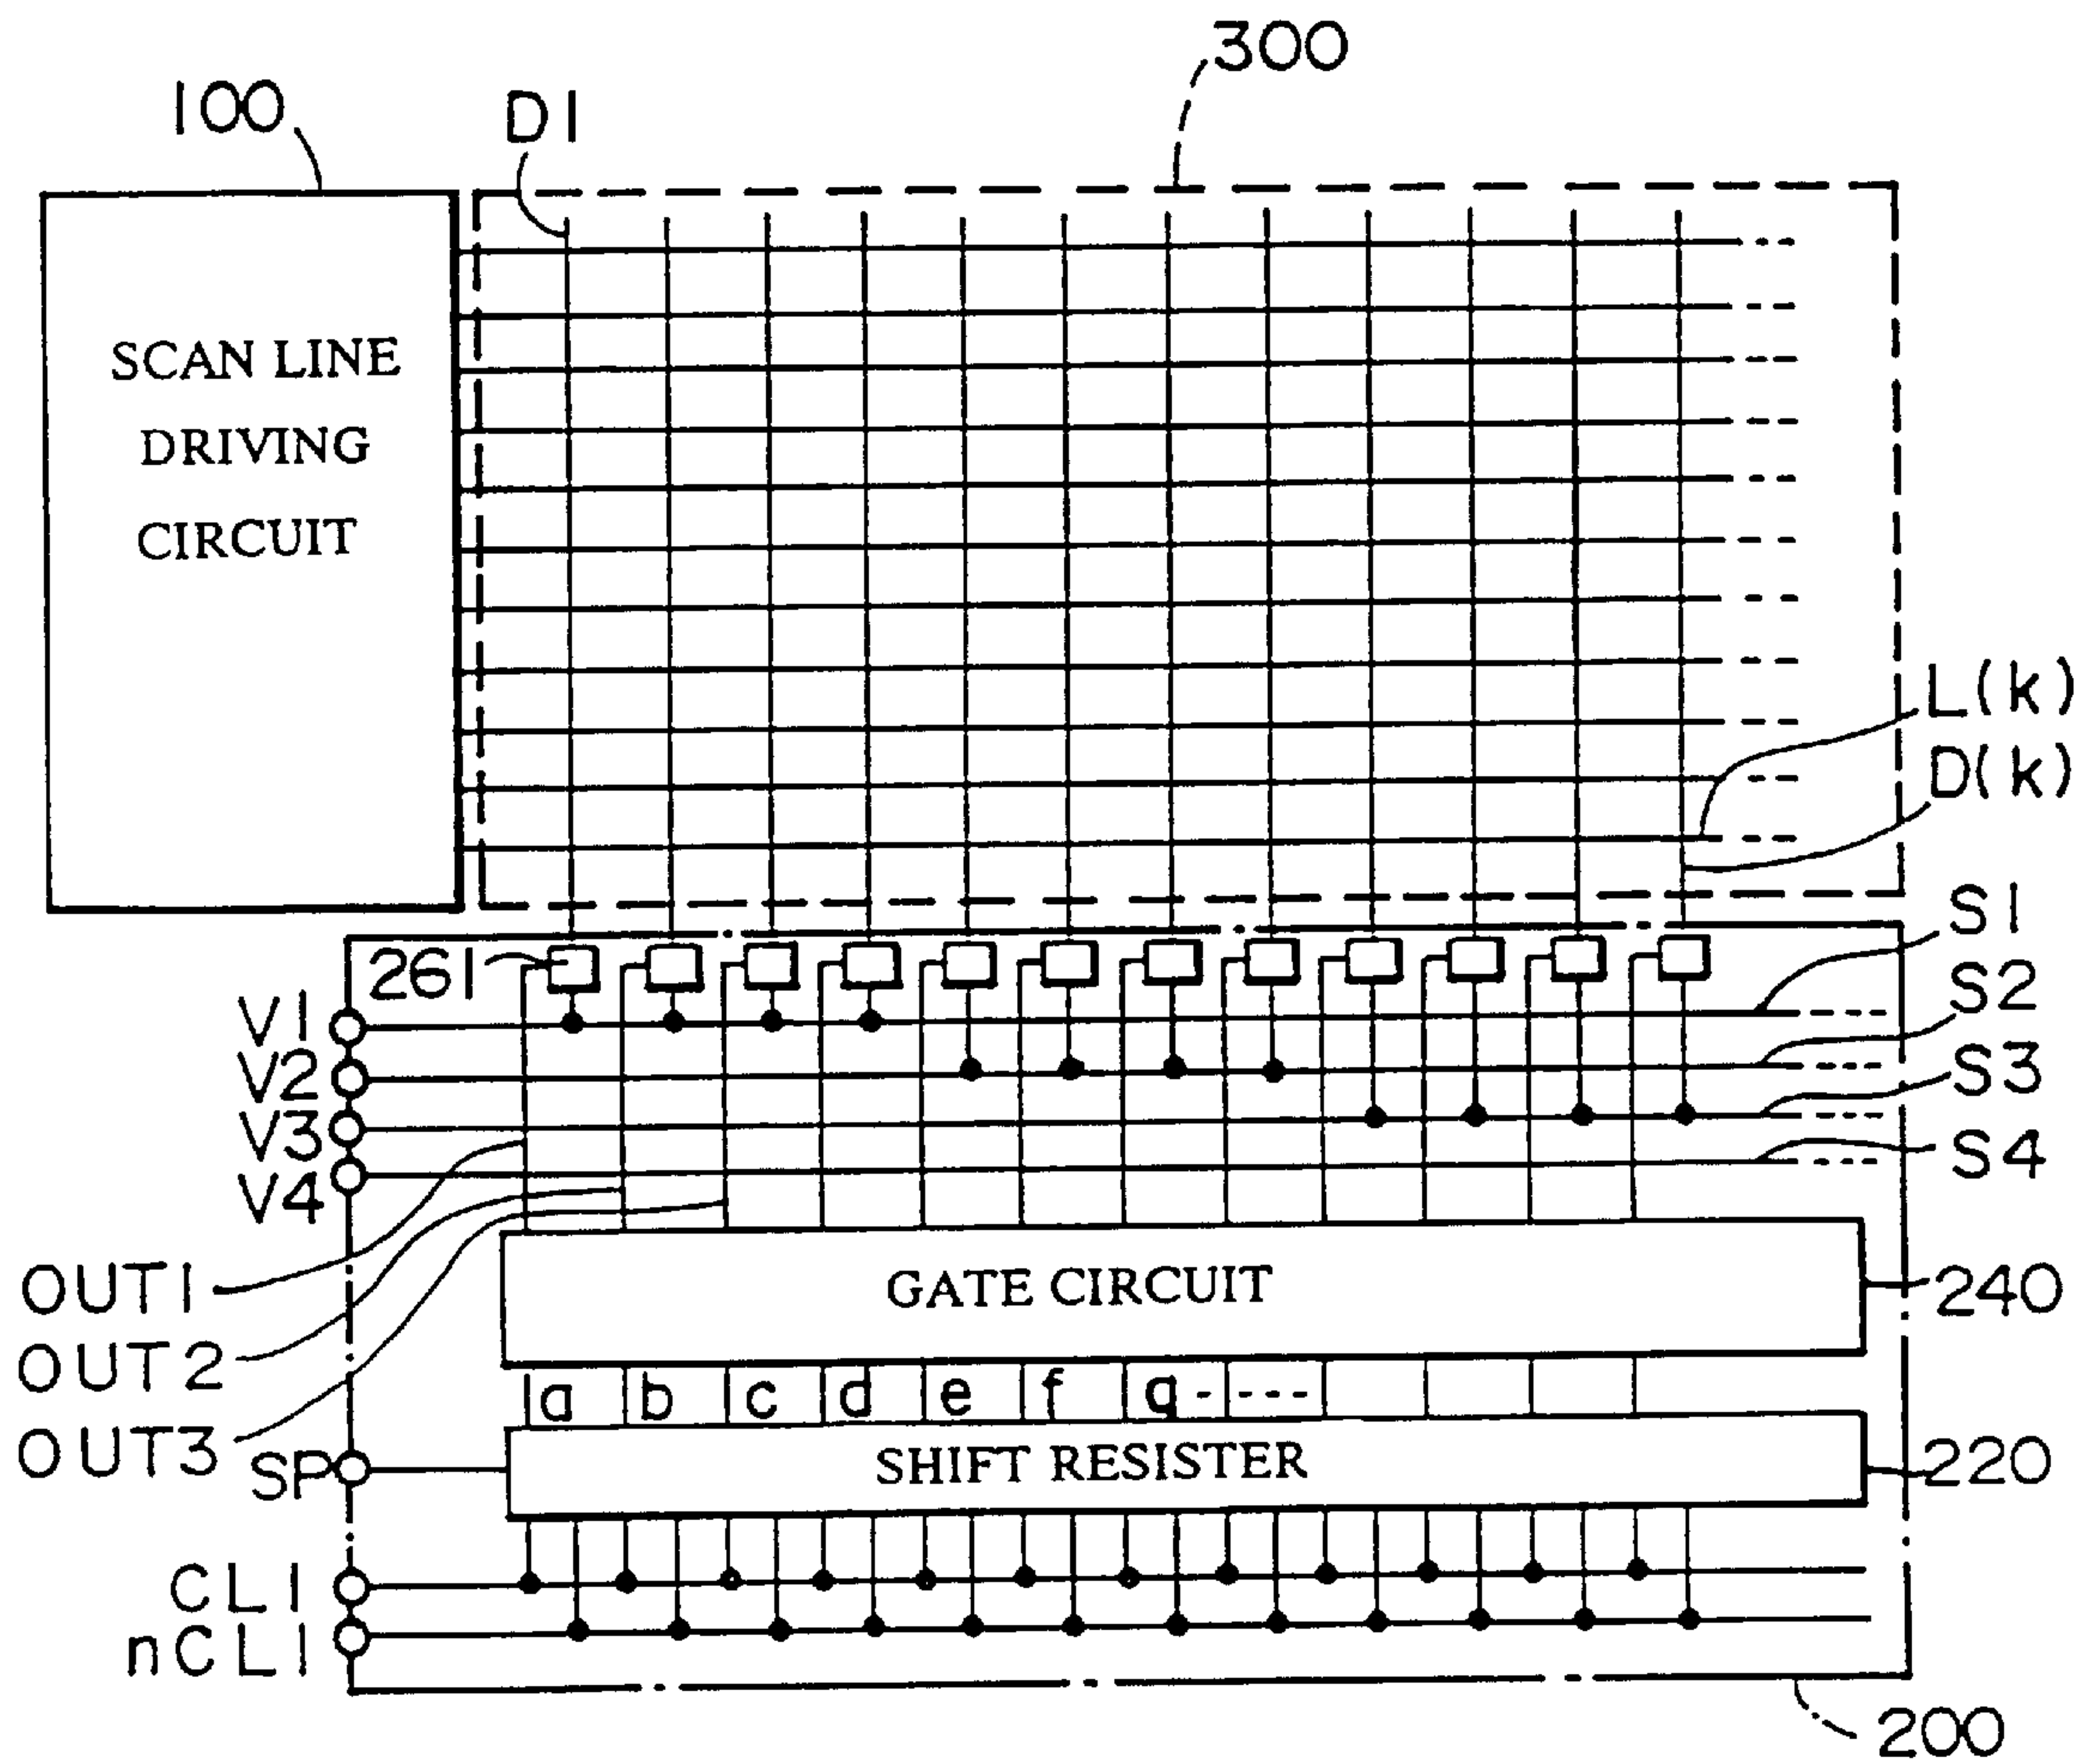 300
100
D1
SCAN LINE
DRIVING
CIRCUIT
L(k)
D(k)
S1
261
S2
V1
V2
S3
V3
S4
V4
OUT1
GATE CIRCUIT
240
OUT2
a b c d e f g - - - -
OUT3
SP
SHIFT RESISTER
220
CL1
nCL1
200